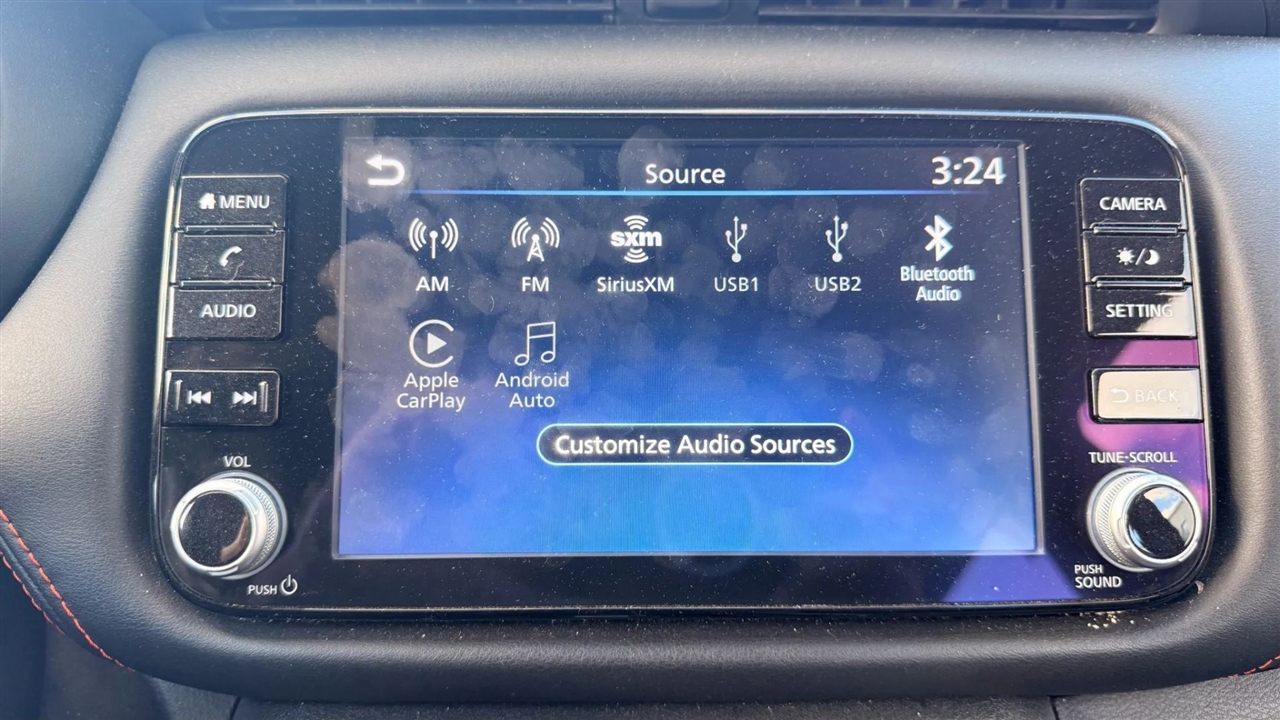 Source
3:24
MENU
CAMERA
AM
FM
sxm
SiriusXM
USB1
USB2
Bluetooth
Audio
AUDIO
SETTING
Apple
CarPlay
Android
Auto
BACK
Customize Audio Sources
VOL
TUNE-SCROLL
PUSH
PUSH
SOUND